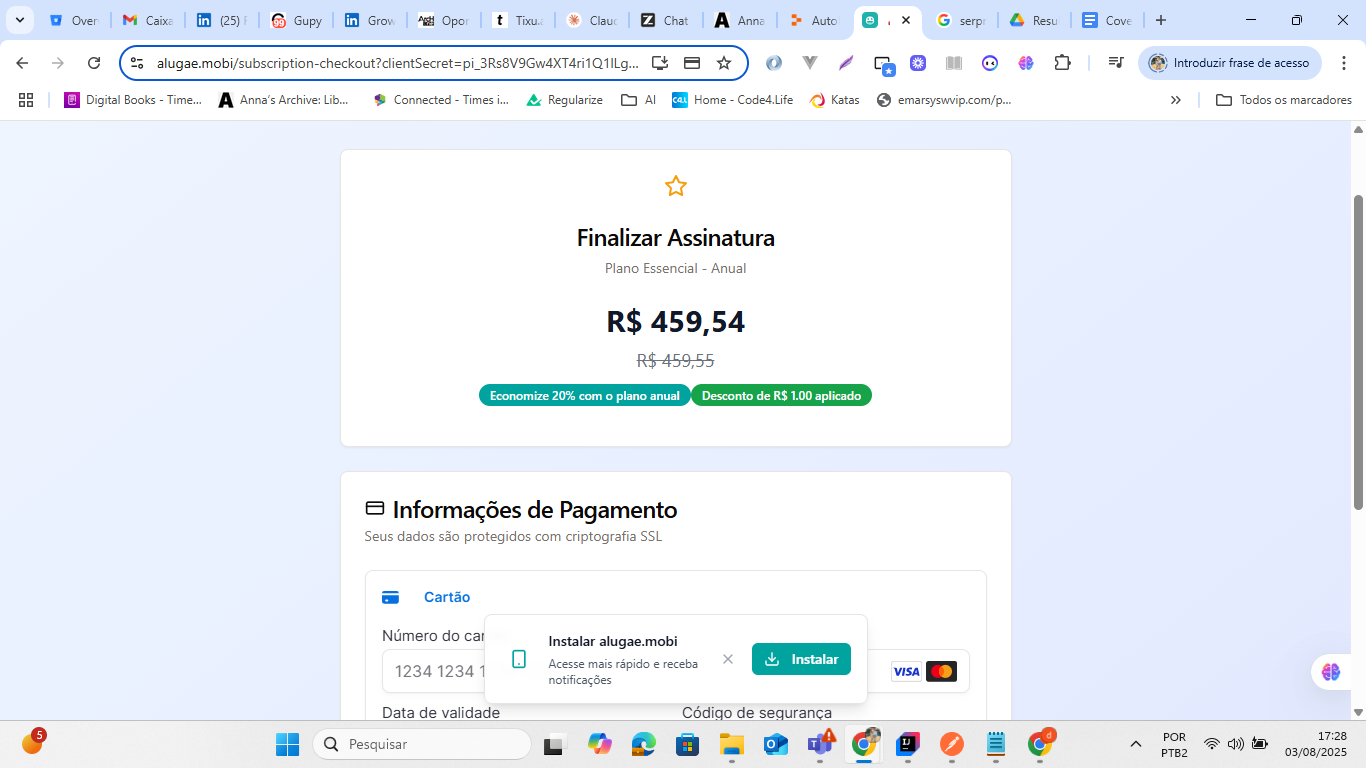 Oven
Caixa
(25) F
Gupy
Grow
Opor
Tixu.a
Claud
Chat
Anna
Auto
serp
Resu
Cove
alugae.mobi/subscription-checkout?clientSecret=pi_3Rs8V9Gw4XT4ri1Q1ILg...
Introduzir frase de acesso
Digital Books - Time...
Anna's Archive: Lib...
Connected - Times i...
Regularize
AI
Home - Code4.Life
Katas
emarsyswvip.com/p...
Todos os marcadores
Finalizar Assinatura
Plano Essencial - Anual
R$ 459,54
R$ 459,55
Economize 20% com o plano anual
Desconto de R$ 1.00 aplicado
Informações de Pagamento
Seus dados são protegidos com criptografia SSL
Cartão
Número do car
1234 1234 1
VISA
Instalar alugae.mobi
Acesse mais rápido e receba
notificações
Instalar
Data de validade
Código de segurança
5
Pesquisar
POR
PTB2
17:28
03/08/2025